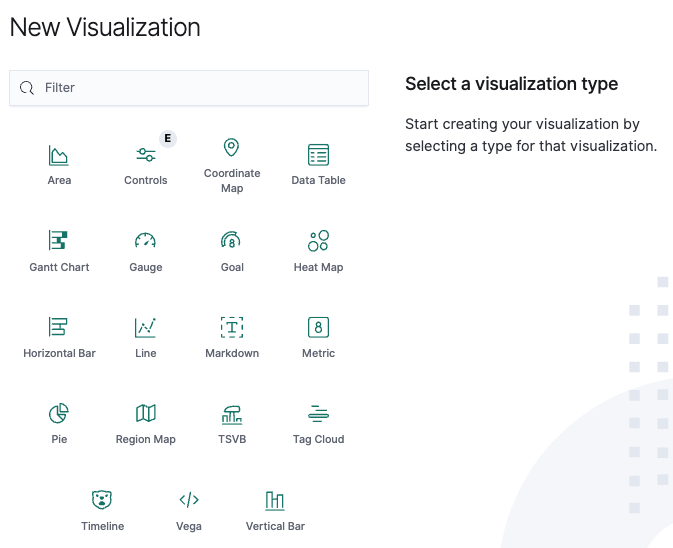 New Visualization
Filter
Select a visualization type
Start creating your visualization by
selecting a type for that visualization.
E
Area
Controls
Coordinate
Map
Data Table
8
Gantt Chart
Gauge
Goal
Heat Map
T
8
Horizontal Bar
Line
Markdown
Metric
Pie
Region Map
TSVB
Tag Cloud
Timeline
Vega
Vertical Bar